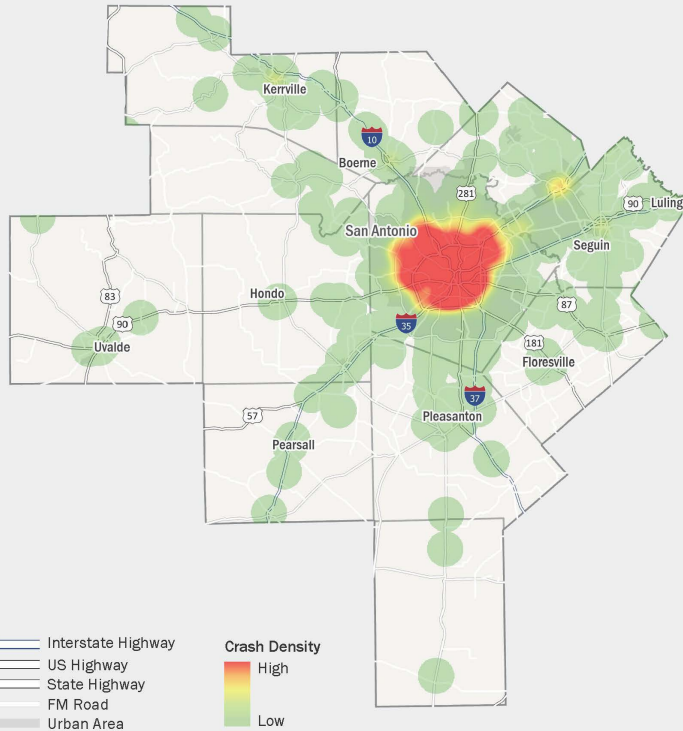 Kerrville
10
Boerne
281
90
Luling
San Antonio
Seguin
83
Hondo
87
90
35
Uvalde
181
Floresville
37
57
Pleasanton
Pearsall
Interstate Highway
US Highway
State Highway
FM Road
Urban Area
Crash Density
High
Low